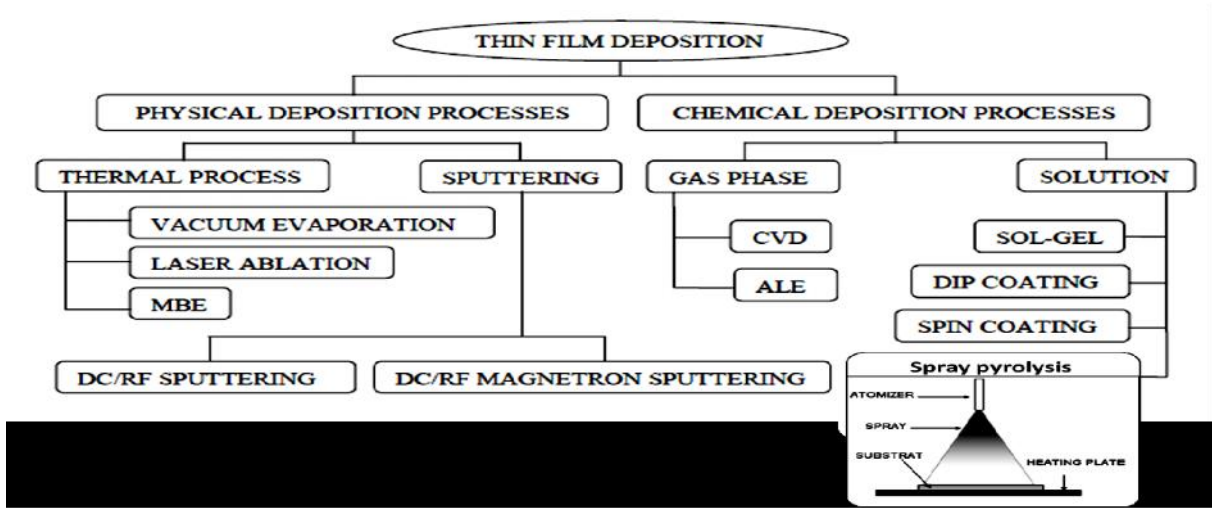 THIN FILM DEPOSITION
PHYSICAL DEPOSITION PROCESSES
CHEMICAL DEPOSITION PROCESSES
THERMAL PROCESS
SPUTTERING
GAS PHASE
SOLUTION
VACUUM EVAPORATION
LASER ABLATION
MBE
CVD
ALE
SOL-GEL
DIP COATING
SPIN COATING
DC/RF SPUTTERING
DC/RF MAGNETRON SPUTTERING
Spray pyrolysis
ATOMIZER
SPRAY
SUBSTRAT
HEATING PLATE